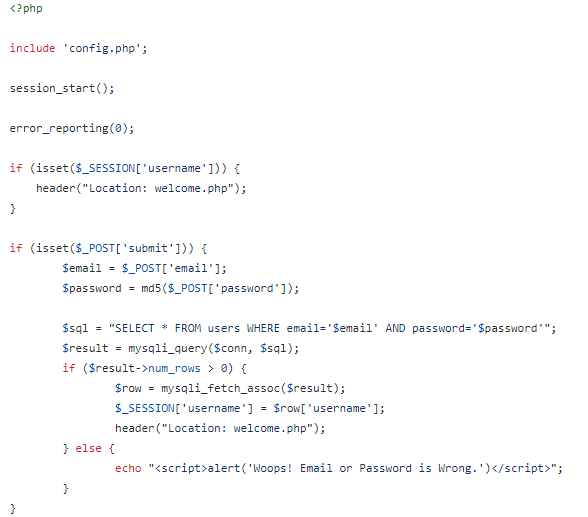 <?php
include 'config.php';
session_start();
error_reporting(0);
if (isset($_SESSION['username'])) {
    header("Location: welcome.php");
}
if (isset($_POST['submit'])) {
        $email = $_POST['email'];
        $password = md5($_POST['password']);
        $sql = "SELECT * FROM users WHERE email='$email' AND password='$password'";
        $result = mysqli_query($conn, $sql);
        if ($result->num_rows > 0) {
                $row = mysqli_fetch_assoc($result);
                $_SESSION['username'] = $row['username'];
                header("Location: welcome.php");
        } else {
                echo "<script>alert('Woops! Email or Password is Wrong.')</script>";
        }
}